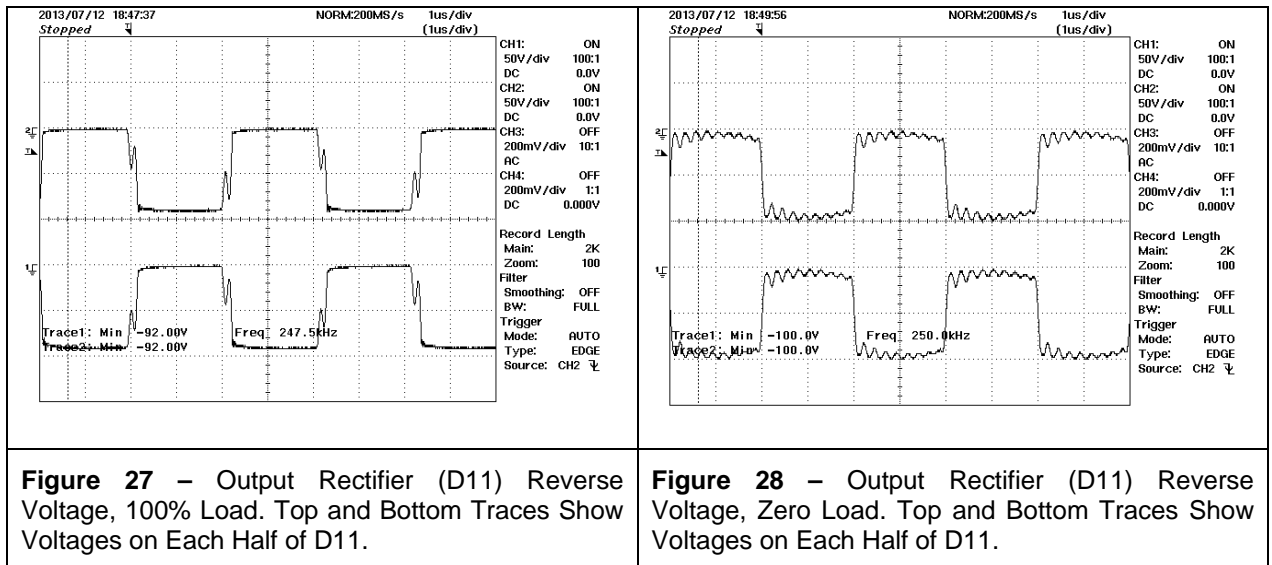 2013/07/12 18:47:37 NORM:200MS/s 1us/div
Stopped (1us/div)
CH1: ON
50V/div 100:1
DC 0.0V
CH2: ON
50V/div 100:1
DC 0.0V
CH3: OFF
200mV/div 10:1
AC
CH4: OFF
200mV/div 1:1
DC 0.000V
Record Length
Main: 2K
Zoom: 100
Filter
Smoothing: OFF
BW: FULL
Trigger
Mode: AUTO
Type: EDGE
Source: CH2
Trace1: Min -92.00V Freq 247.5kHz
Trace2: Min -92.00V
Figure 27 – Output Rectifier (D11) Reverse
Voltage, 100% Load. Top and Bottom Traces Show
Voltages on Each Half of D11.
2013/07/12 18:49:56 NORM:200MS/s 1us/div
Stopped (1us/div)
CH1: ON
50V/div 100:1
DC 0.0V
CH2: ON
50V/div 100:1
DC 0.0V
CH3: OFF
200mV/div 10:1
AC
CH4: OFF
200mV/div 1:1
DC 0.000V
Record Length
Main: 2K
Zoom: 100
Filter
Smoothing: OFF
BW: FULL
Trigger
Mode: AUTO
Type: EDGE
Source: CH2
Trace1: Min -100.0V Freq 250.0kHz
Trace2: Min -100.0V
Figure 28 – Output Rectifier (D11) Reverse
Voltage, Zero Load. Top and Bottom Traces Show
Voltages on Each Half of D11.